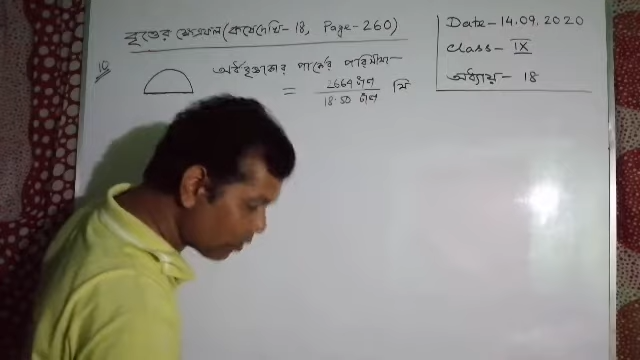 বৃত্তের ক্ষেত্রফল (কষেদেখি- 18, Page-260)
Date - 14.09.2020
class - IX
অধ্যায় - 18
10
অর্ধবৃত্তাকার পার্কের পরিসীমা -
= 2664 টাকা / 18.50 টাকা মি